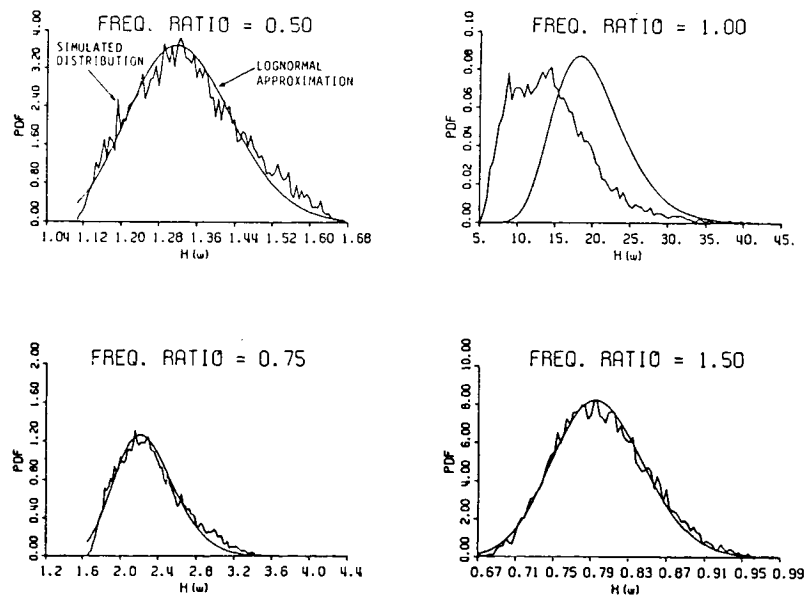 FREQ. RATIO = 0.50
SIMULATED
DISTRIBUTION
LOGNORMAL
APPROXIMATION
PDF
4.00
3.20
2.40
1.60
0.80
0.00
1.04 1.12 1.20 1.28 1.36 1.44 1.52 1.60 1.68
H(ω)
FREQ. RATIO = 1.00
PDF
0.10
0.08
0.06
0.04
0.02
0.00
5. 10. 15. 20. 25. 30. 35. 40. 45.
H(ω)
FREQ. RATIO = 0.75
PDF
2.00
1.60
1.20
0.80
0.40
0.00
1.2 1.6 2.0 2.4 2.8 3.2 3.6 4.0 4.4
H(ω)
FREQ. RATIO = 1.50
PDF
10.00
8.00
6.00
4.00
2.00
0.00
0.67 0.71 0.75 0.79 0.83 0.87 0.91 0.95 0.99
H(ω)